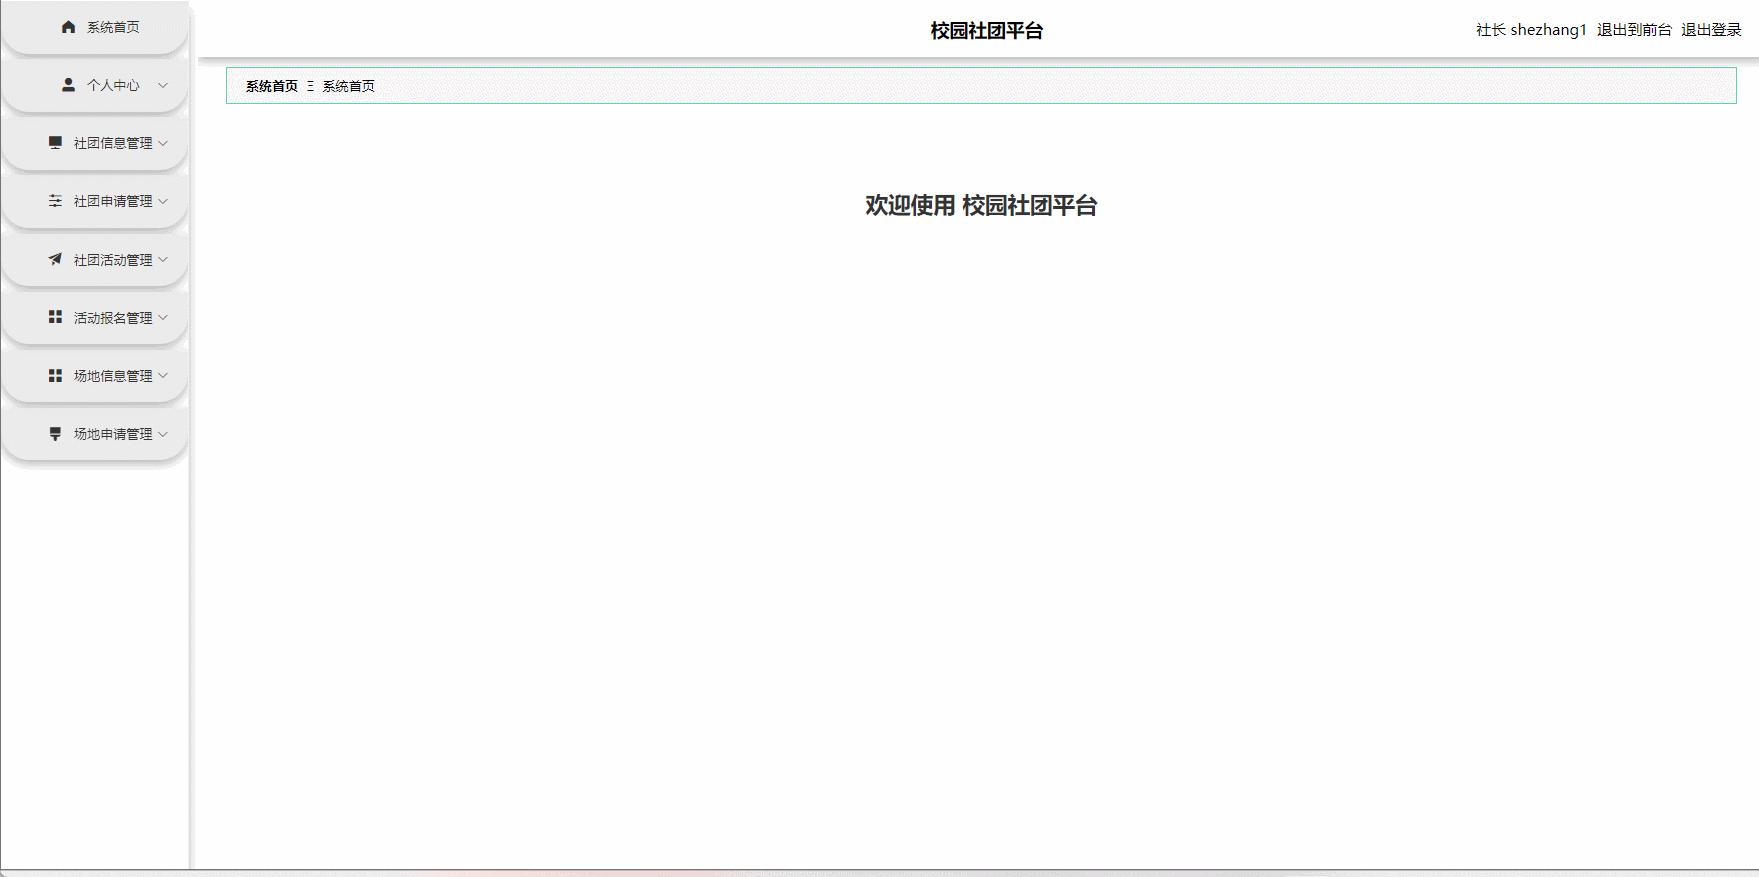 系统首页
个人中心
社团信息管理
社团申请管理
社团活动管理
活动报名管理
场地信息管理
场地申请管理
校园社团平台
社长 shezhang1 退出到前台 退出登录
系统首页 Ξ 系统首页
欢迎使用 校园社团平台